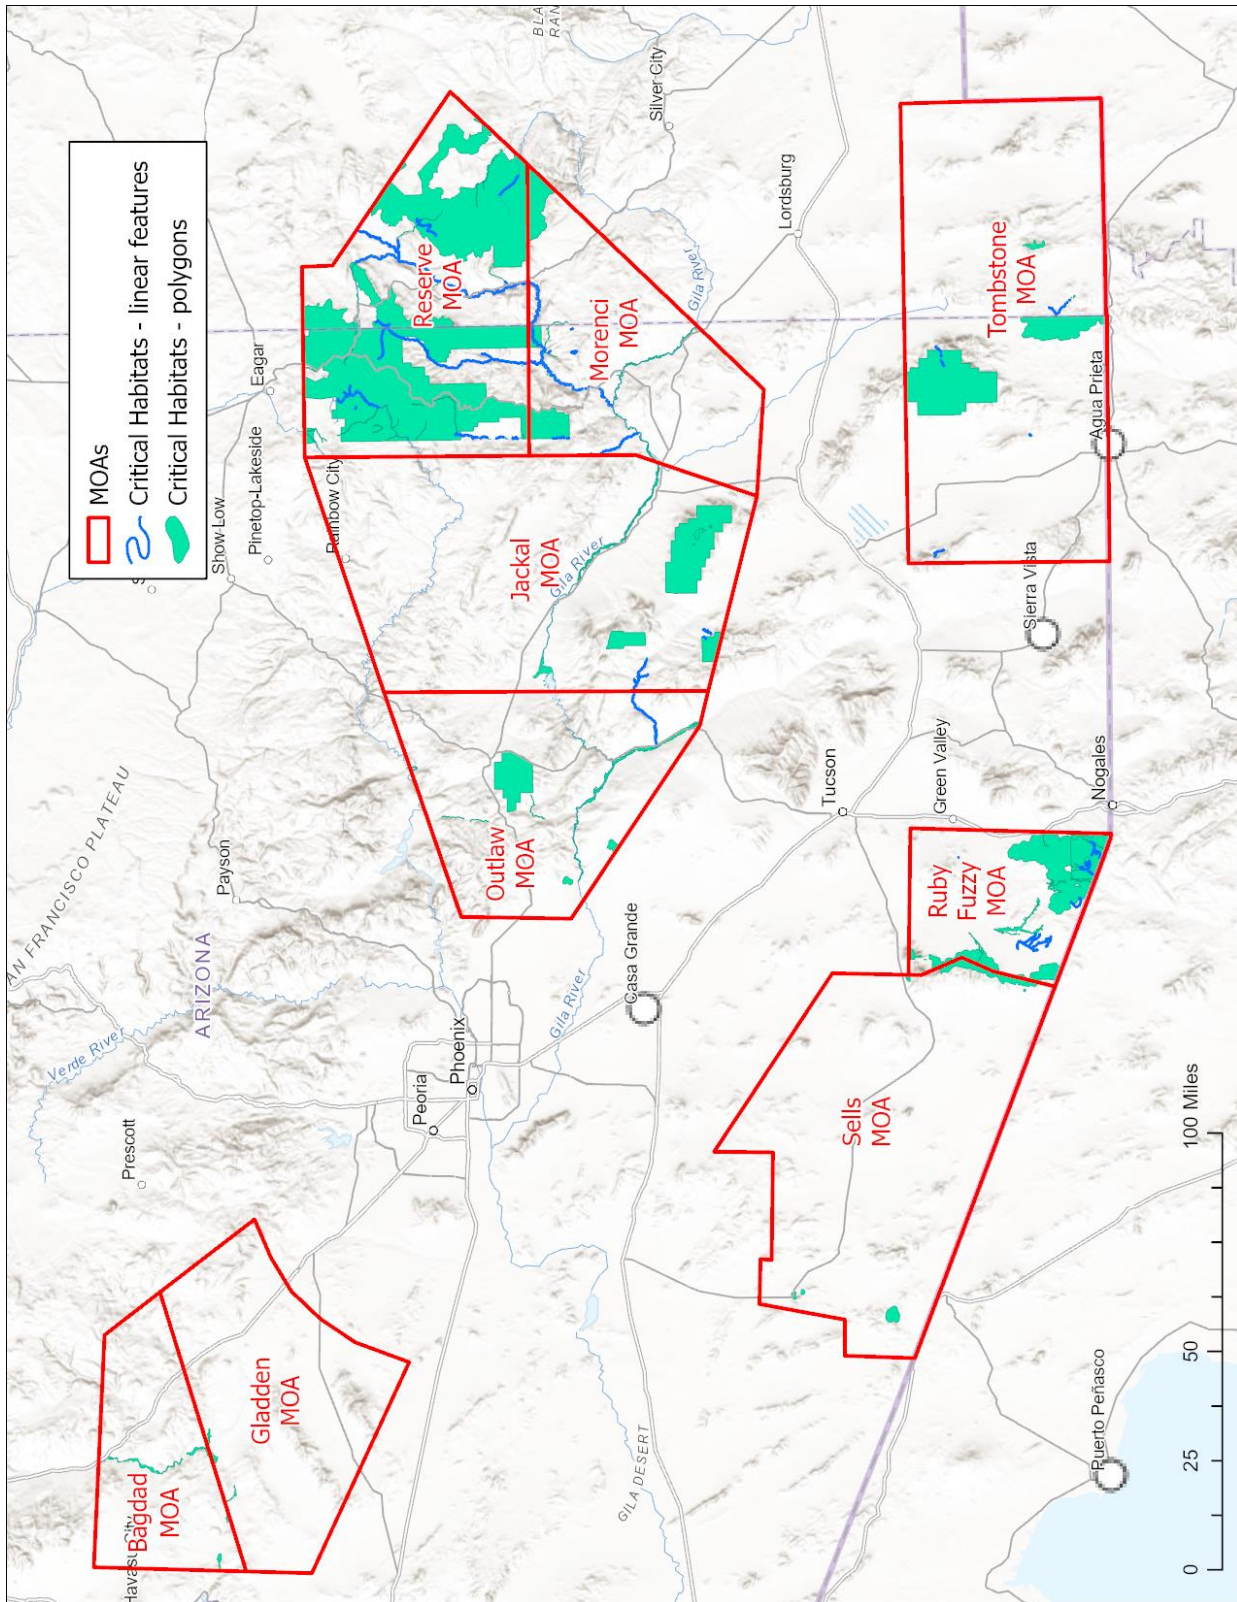 MOAs
Critical Habitats - linear features
Critical Habitats - polygons
AN FRANCISCO PLATEAU
Verde River
Prescott
ARIZONA
Payson
Show Low
Pinetop-Lakeside
Eagar
Rainbow City
BLA
RAN
Silver City
Bagdad
MOA
Gladden
MOA
Peoria
Phoenix
Outlaw
MOA
Jackal
MOA
Reserve
MOA
Morenci
MOA
Gila River
Gila River
Gila River
Casa Grande
GILA DESERT
Lordsburg
Tucson
Sells
MOA
Ruby
Fuzzy
MOA
Green Valley
Sierra Vista
Tombstone
MOA
Nogales
Agua Prieta
Puerto Peñasco
0
25
50
100 Miles